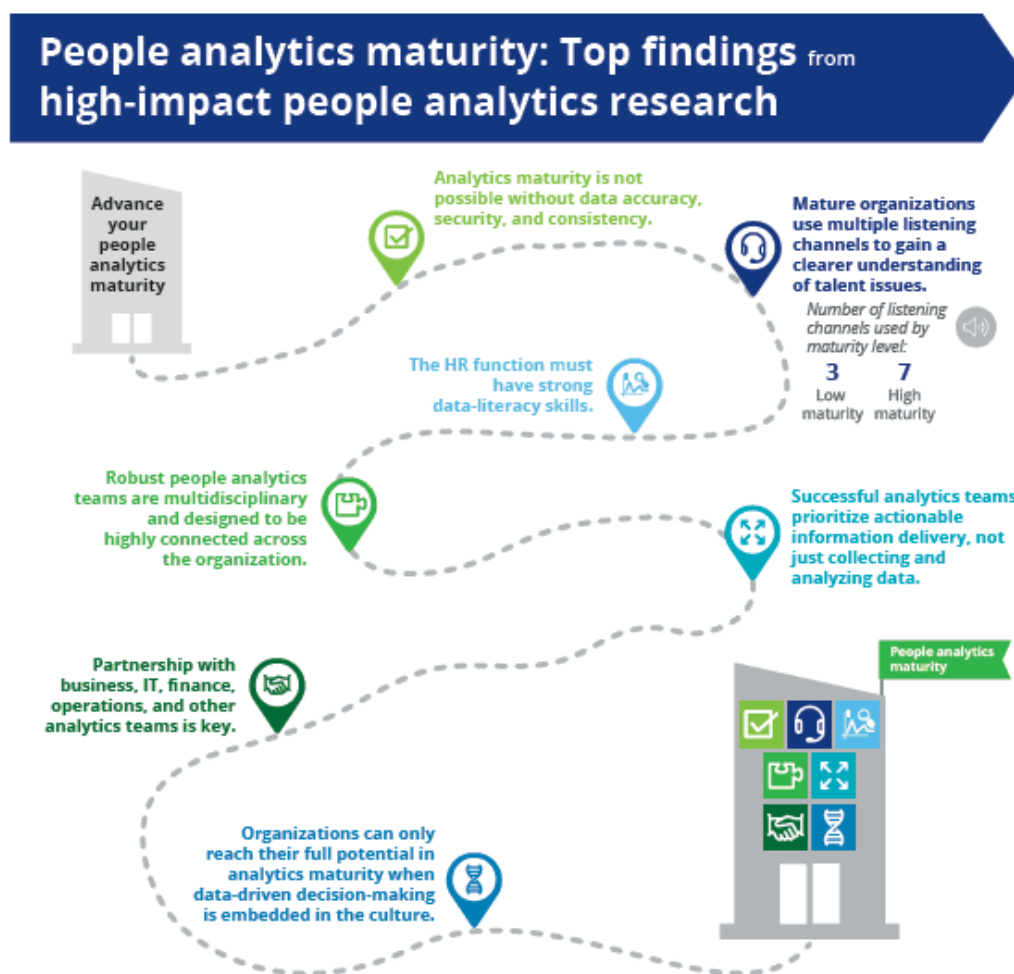 People analytics maturity: Top findings from
high-impact people analytics research
Advance
your
people
analytics
maturity
Analytics maturity is not
possible without data accuracy,
security, and consistency.
Mature organizations
use multiple listening
channels to gain a
clearer understanding
of talent issues.
Number of listening
channels used by
maturity level:
3 7
Low High
maturity maturity
The HR function must
have strong
data-literacy skills.
Robust people analytics
teams are multidisciplinary
and designed to be
highly connected across
the organization.
Successful analytics teams
prioritize actionable
information delivery, not
just collecting and
analyzing data.
Partnership with
business, IT, finance,
operations, and other
analytics teams is key.
Organizations can only
reach their full potential in
analytics maturity when
data-driven decision-making
is embedded in the culture.
People analytics
maturity